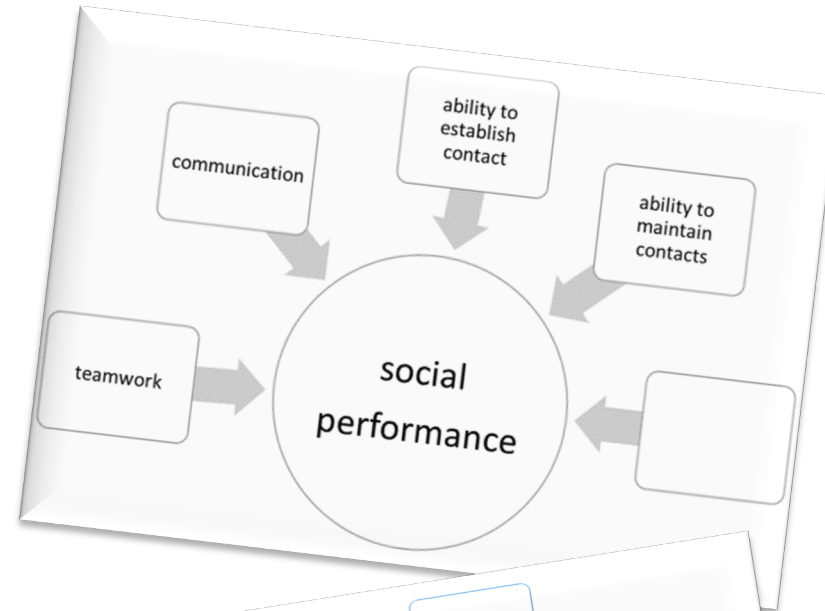 ability to
establish
contact
communication
ability to
maintain
contacts
teamwork
social
performance